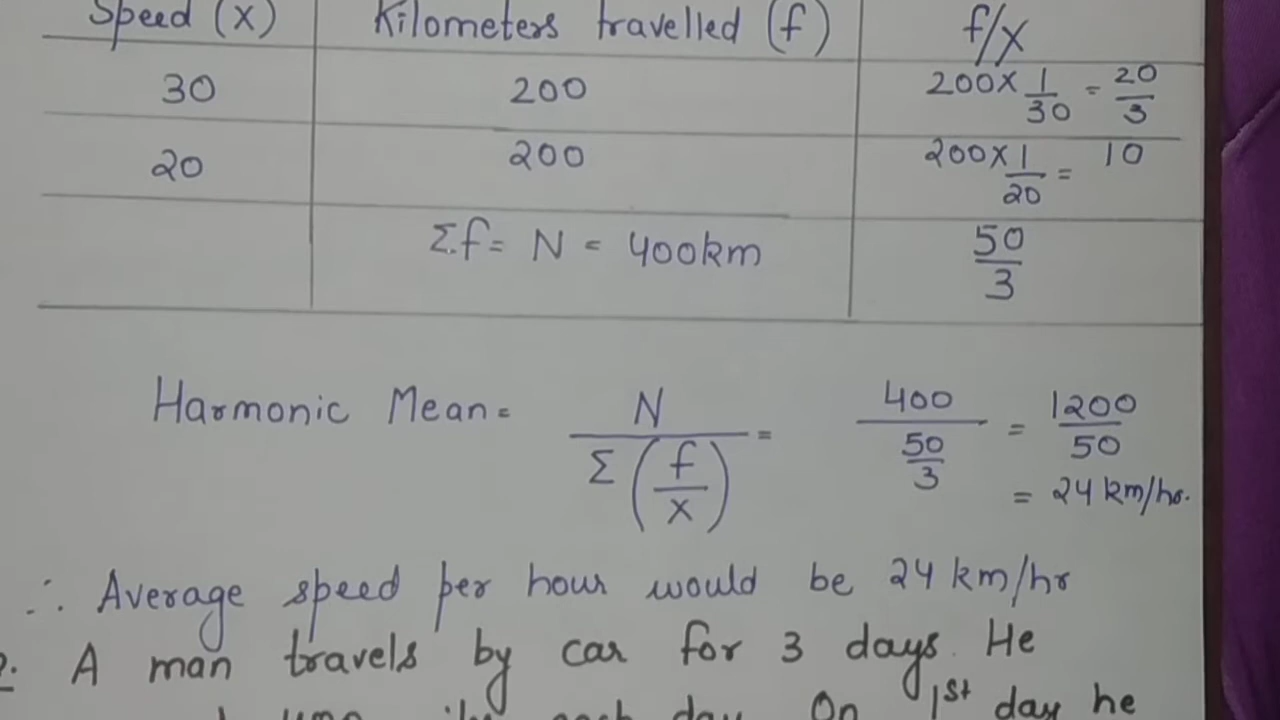 Speed (x) Kilometers travelled (f) f/x
30 200 200×1/30 = 20/3
20 200 200×1/20 = 10
Σf = N = 400km 50/3
Harmonic Mean = N/Σ(f/x) = 400/(50/3) = 1200/50
= 24 km/hr.
∴ Average speed per hour would be 24 km/hr
A man travels by car for 3 days. He
each day. On 1st day he